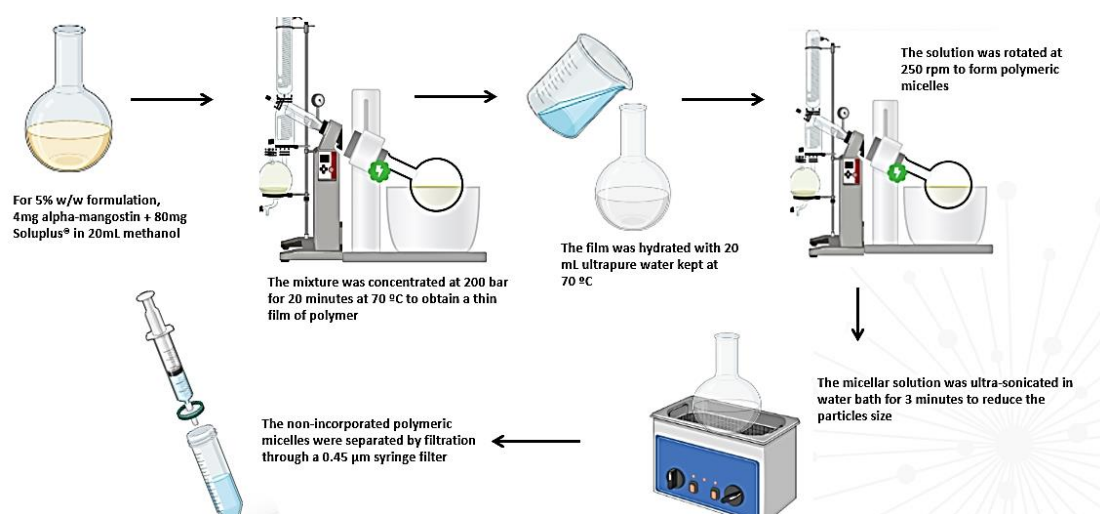 For 5% w/w formulation,
4mg alpha-mangostin + 80mg
Soluplus® in 20mL methanol
The mixture was concentrated at 200 bar
for 20 minutes at 70 ºC to obtain a thin
film of polymer
The film was hydrated with 20
mL ultrapure water kept at
70 ºC
The solution was rotated at
250 rpm to form polymeric
micelles
The micellar solution was ultra-sonicated in
water bath for 3 minutes to reduce the
particles size
The non-incorporated polymeric
micelles were separated by filtration
through a 0.45 µm syringe filter